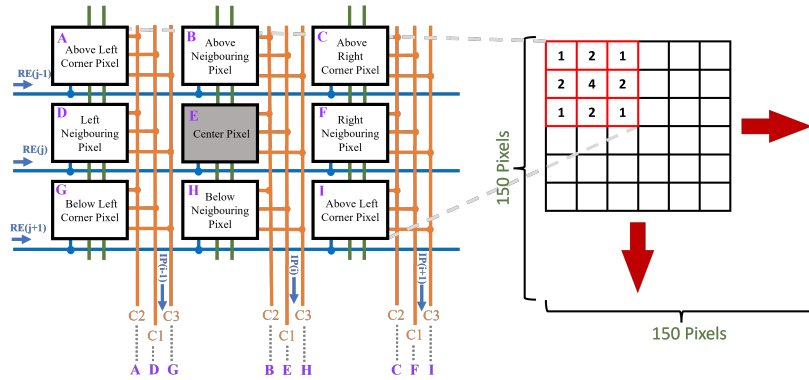 A
Above Left
Corner Pixel
B
Above
Neigbouring
Pixel
C
Above
Right
Corner Pixel
RE(j-1)
D
Left
Neighbouring
Pixel
E
Center Pixel
F
Right
Neighbouring
Pixel
RE(j)
G
Below Left
Corner Pixel
H
Below
Neighbouring
Pixel
I
Above Left
Corner Pixel
RE(j+1)
IP(i-1)
IP(i)
IP(i+1)
C2 C3 C2 C3 C2 C3
C1 C1 C1
A D G B E H C F I
1 2 1
2 4 2
1 2 1
150 Pixels
150 Pixels